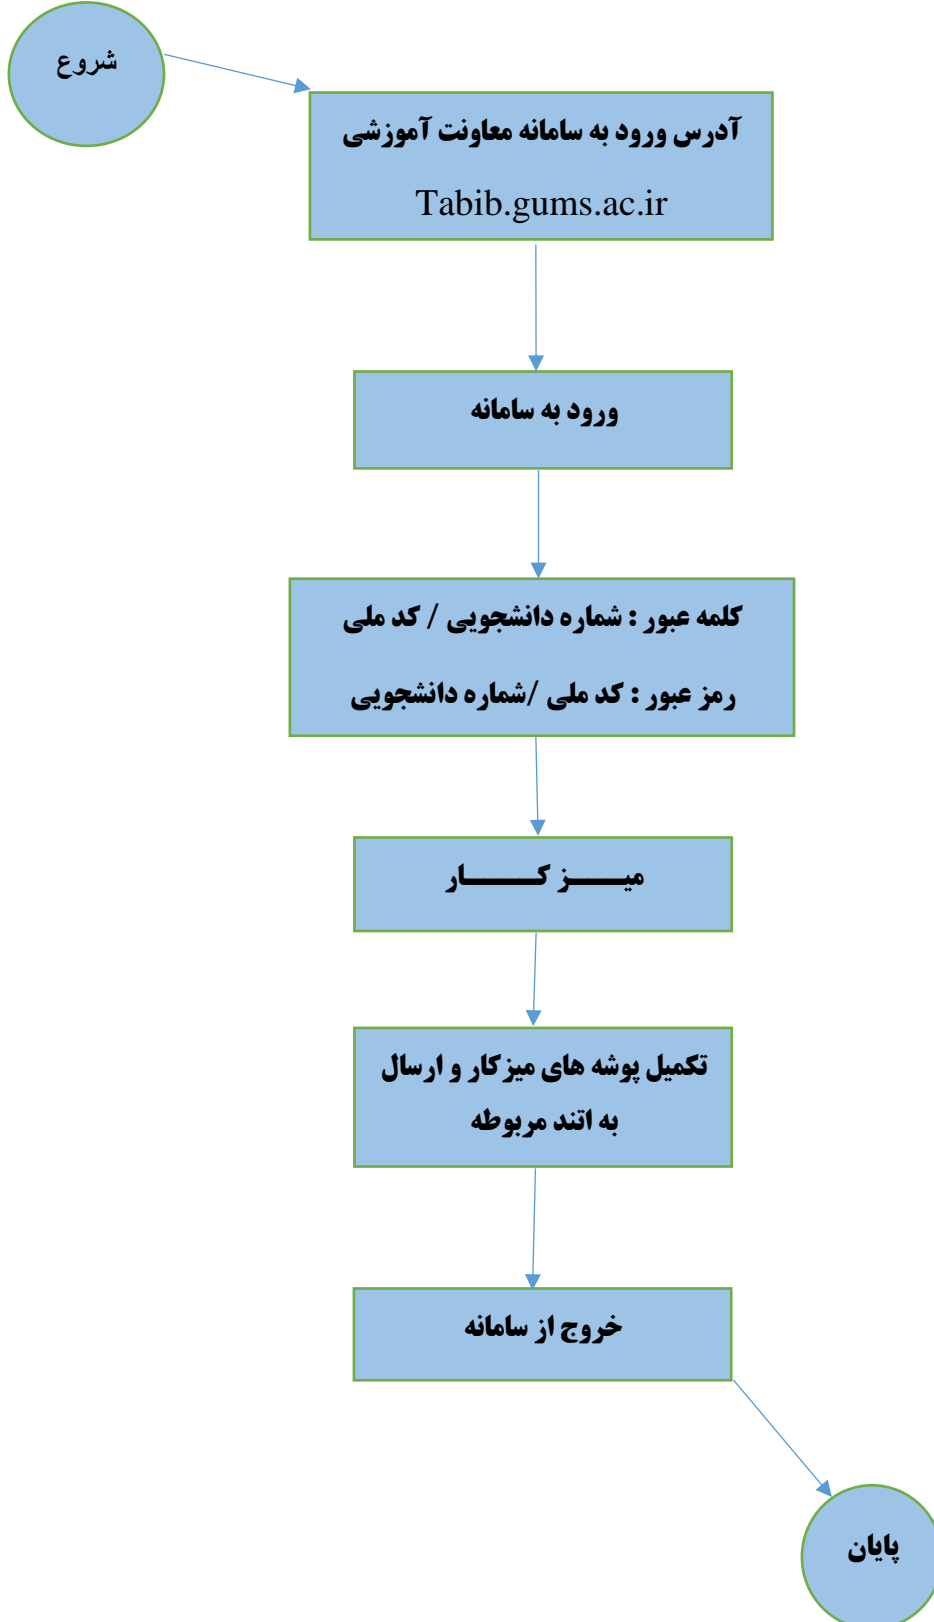 شروع
آدرس ورود به سامانه معاونت آموزشی
Tabib.gums.ac.ir
ورود به سامانه
کلمه عبور : شماره دانشجویی / کد ملی
رمز عبور : کد ملی /شماره دانشجویی
میـــــز کـــــــار
تکمیل پوشه های میزکار و ارسال
به اتند مربوطه
خروج از سامانه
پایان